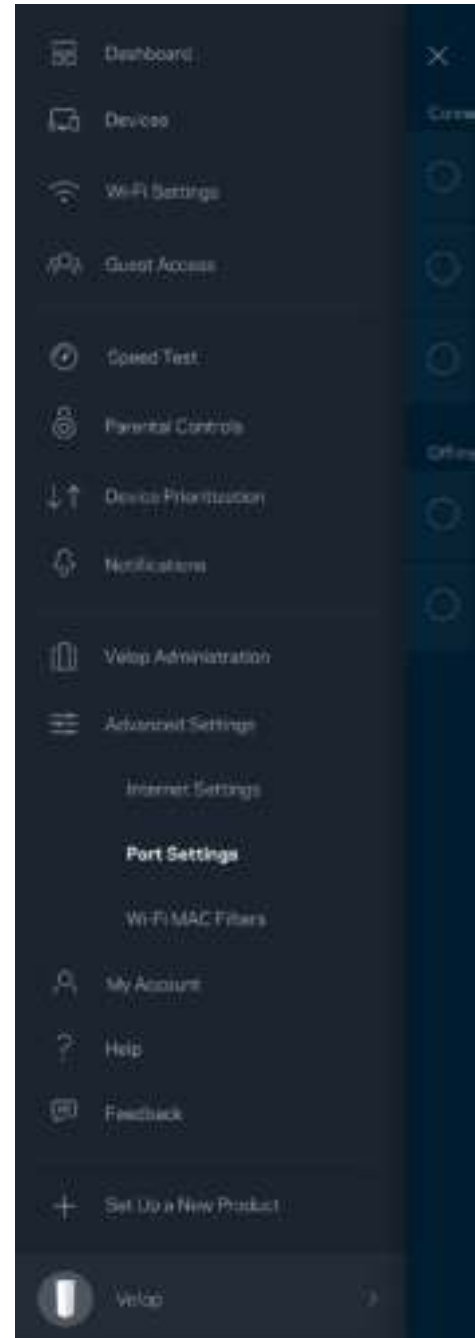 Dashboard
Devices
Wi-Fi Settings
Guest Access
Speed Test
Parental Controls
Device Prioritization
Notifications
Velop Administration
Advanced Settings
Internet Settings
Port Settings
Wi-Fi MAC Filters
My Account
Help
Feedback
Set Up a New Product
Velop